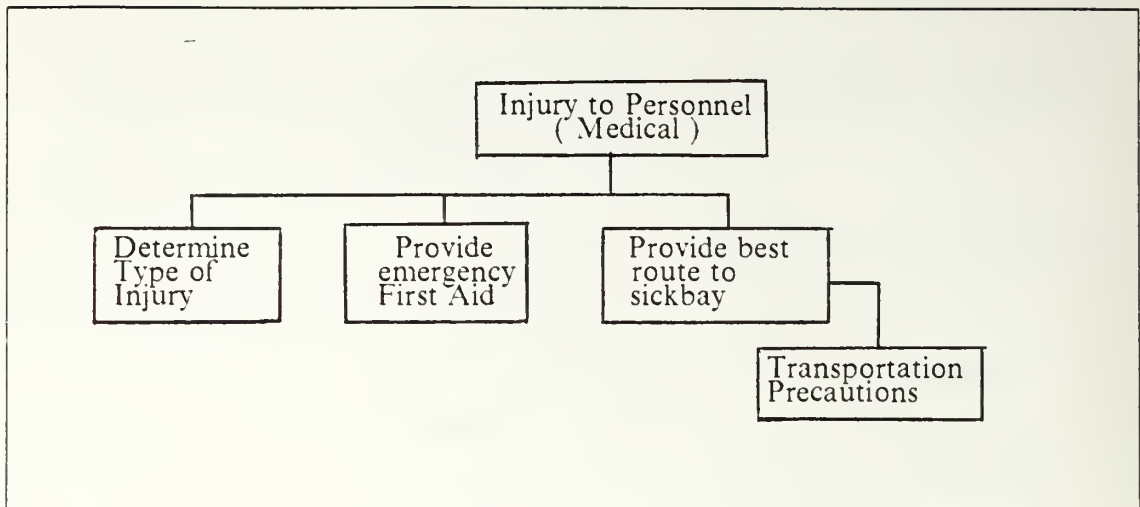 Injury to Personnel
( Medical )
Determine
Type of
Injury
Provide
emergency
First Aid
Provide best
route to
sickbay
Transportation
Precautions